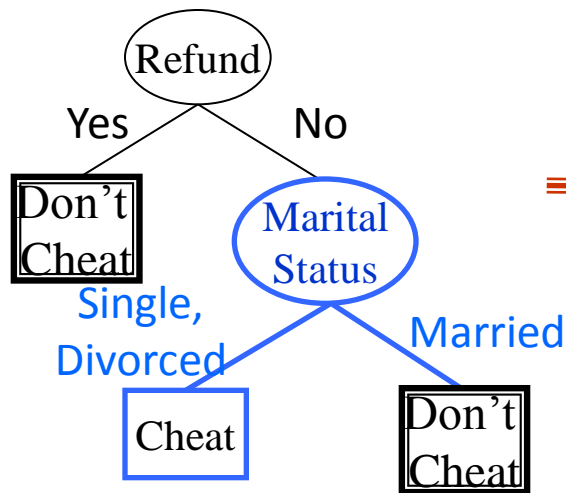 Refund
Yes
No
Don’t
Cheat
Marital
Status
Single,
Divorced
Married
Cheat
Don’t
Cheat